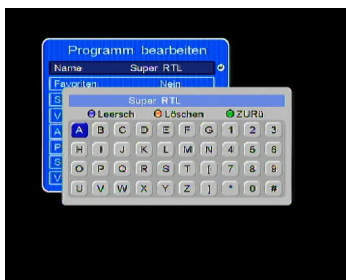 Programm bearbeiten
Name Super RTL
Favoriten Nein
S
V
A
P
S
V
Super RTL
Leersch Löschen ZURü
A B C D E F G 1 2 3
H I J K L M N 4 5 6
O P Q R S T [ 7 8 9
U V W X Y Z ] * 0 #